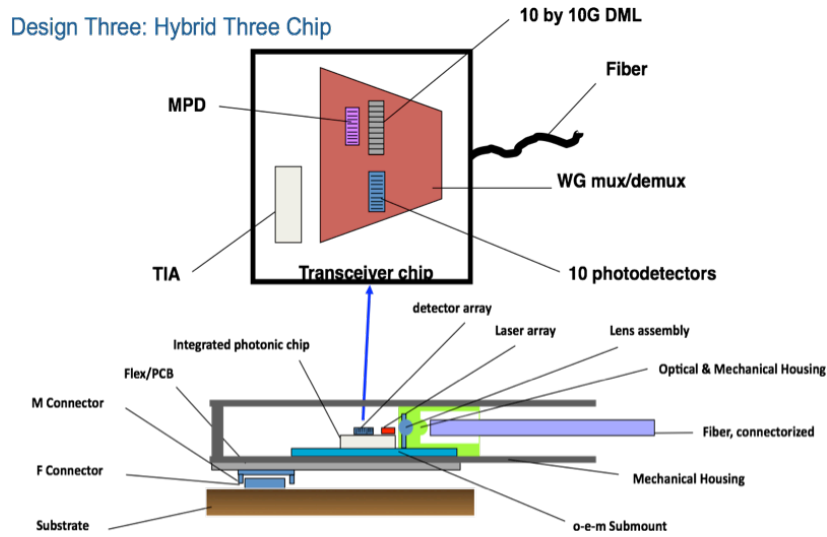 Design Three: Hybrid Three Chip
10 by 10G DML
Fiber
MPD
WG mux/demux
TIA
Transceiver chip
10 photodetectors
detector array
Laser array
Lens assembly
Integrated photonic chip
Optical & Mechanical Housing
Flex/PCB
M Connector
Fiber, connectorized
F Connector
Mechanical Housing
Substrate
o-e-m Submount